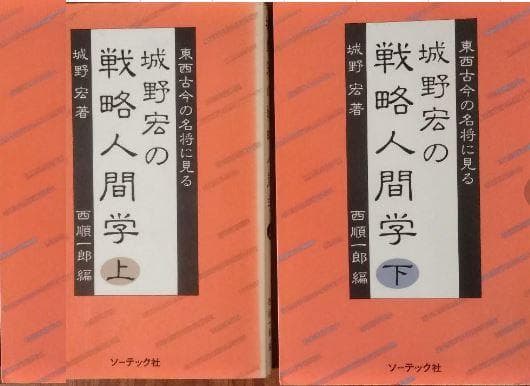 東西古今の名将に見る
城野宏の
戦略人間学
上
城野宏著
西順一郎編
ソーテック社
東西古今の名将に見る
城野宏の
戦略人間学
下
城野宏著
西順一郎編
ソーテック社